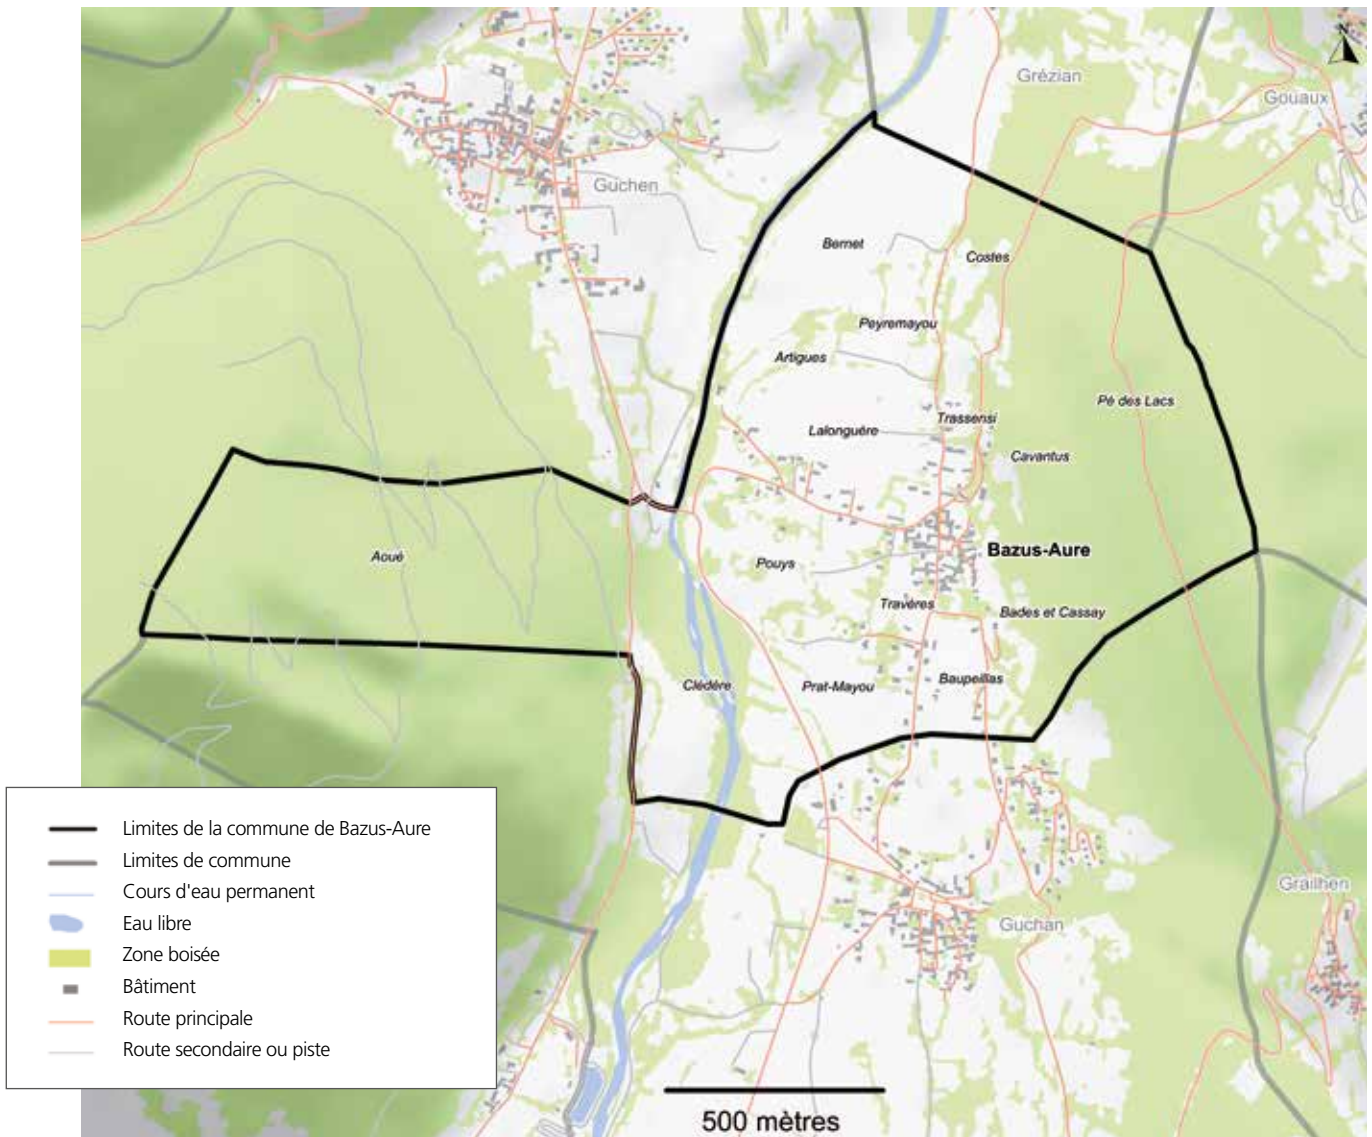 N
Grézian
Gouaux
Guchen
Bernet
Costes
Peyremayou
Artigues
Pé des Lacs
Trassensi
Lalonguère
Cavantus
Aoué
Pouys
Bazus-Aure
Travères
Bades et Cassay
Clédère
Prat-Mayou
Baupeillas
Limites de la commune de Bazus-Aure
Limites de commune
Cours d'eau permanent
Eau libre
Zone boisée
Bâtiment
Route principale
Route secondaire ou piste
Grailhen
Guchan
500 mètres